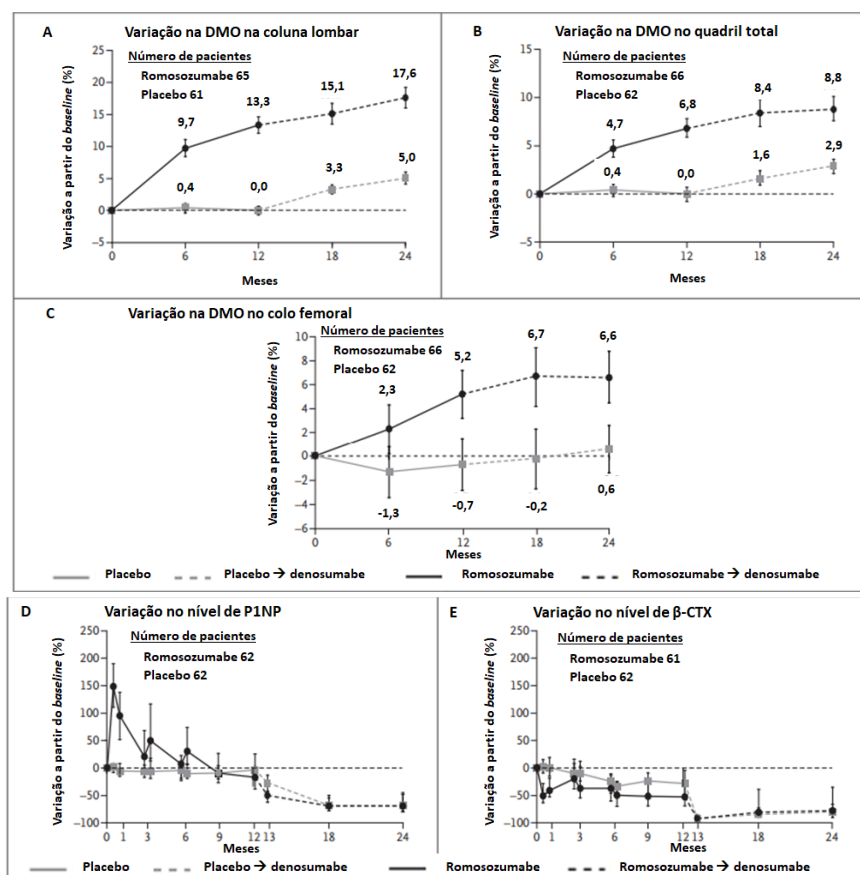 A Variação na DMO na coluna lombar
Variação a partir do baseline (%)
Número de pacientes
Romosozumabe 65
Placebo 61
25
20
15
10
5
0
–5
9,7
13,3
15,1
17,6
0,4
0,0
3,3
5,0
0 6 12 18 24
Meses
B Variação na DMO no quadril total
Variação a partir do baseline (%)
Número de pacientes
Romosozumabe 66
Placebo 62
15
10
5
0
–5
4,7
6,8
8,4
8,8
0,4
0,0
1,6
2,9
0 6 12 18 24
Meses
C Variação na DMO no colo femoral
Variação a partir do baseline (%)
Número de pacientes
Romosozumabe 66
Placebo 62
10
8
6
4
2
0
–2
–4
–6
2,3
5,2
6,7
6,6
-1,3
-0,7
-0,2
0,6
0 6 12 18 24
Meses
Placebo Placebo → denosumabe Romosozumabe Romosozumabe → denosumabe
D Variação no nível de P1NP
Variação a partir do baseline (%)
Número de pacientes
Romosozumabe 62
Placebo 62
250
200
150
100
50
0
–50
–100
0 1 3 6 9 12 13 18 24
Meses
E Variação no nível de β-CTX
Variação a partir do baseline (%)
Número de pacientes
Romosozumabe 61
Placebo 62
250
200
150
100
50
0
–50
–100
0 1 3 6 9 12 13 18 24
Meses
Placebo Placebo → denosumabe Romosozumabe Romosozumabe → denosumabe